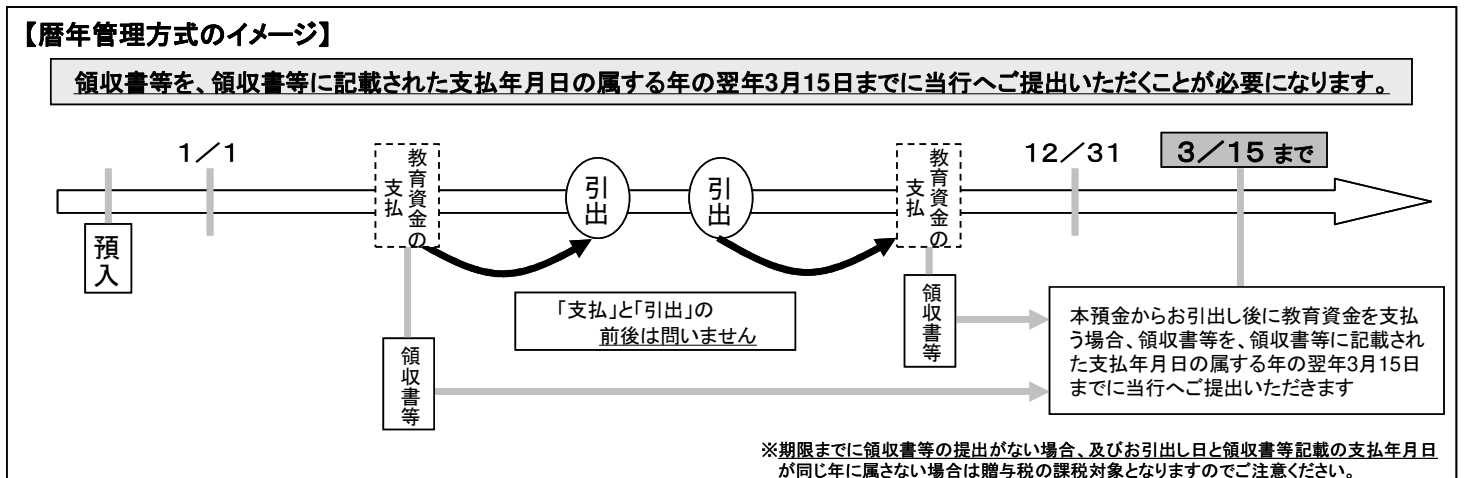 【暦年管理方式のイメージ】
領収書等を、領収書等に記載された支払年月日の属する年の翌年3月15日までに当行へご提出いただくことが必要になります。
1／1
教育資金の
支払
引出
引出
教育資金の
支払
12／31
3／15 まで
預入
「支払」と「引出」の
前後は問いません
領収書等
領収書等
本預金からお引出し後に教育資金を支払
う場合、領収書等を、領収書等に記載され
た支払年月日の属する年の翌年3月15日
までに当行へご提出いただきます
※期限までに領収書等の提出がない場合、及びお引出し日と領収書等記載の支払年月日
が同じ年に属さない場合は贈与税の課税対象となりますのでご注意ください。